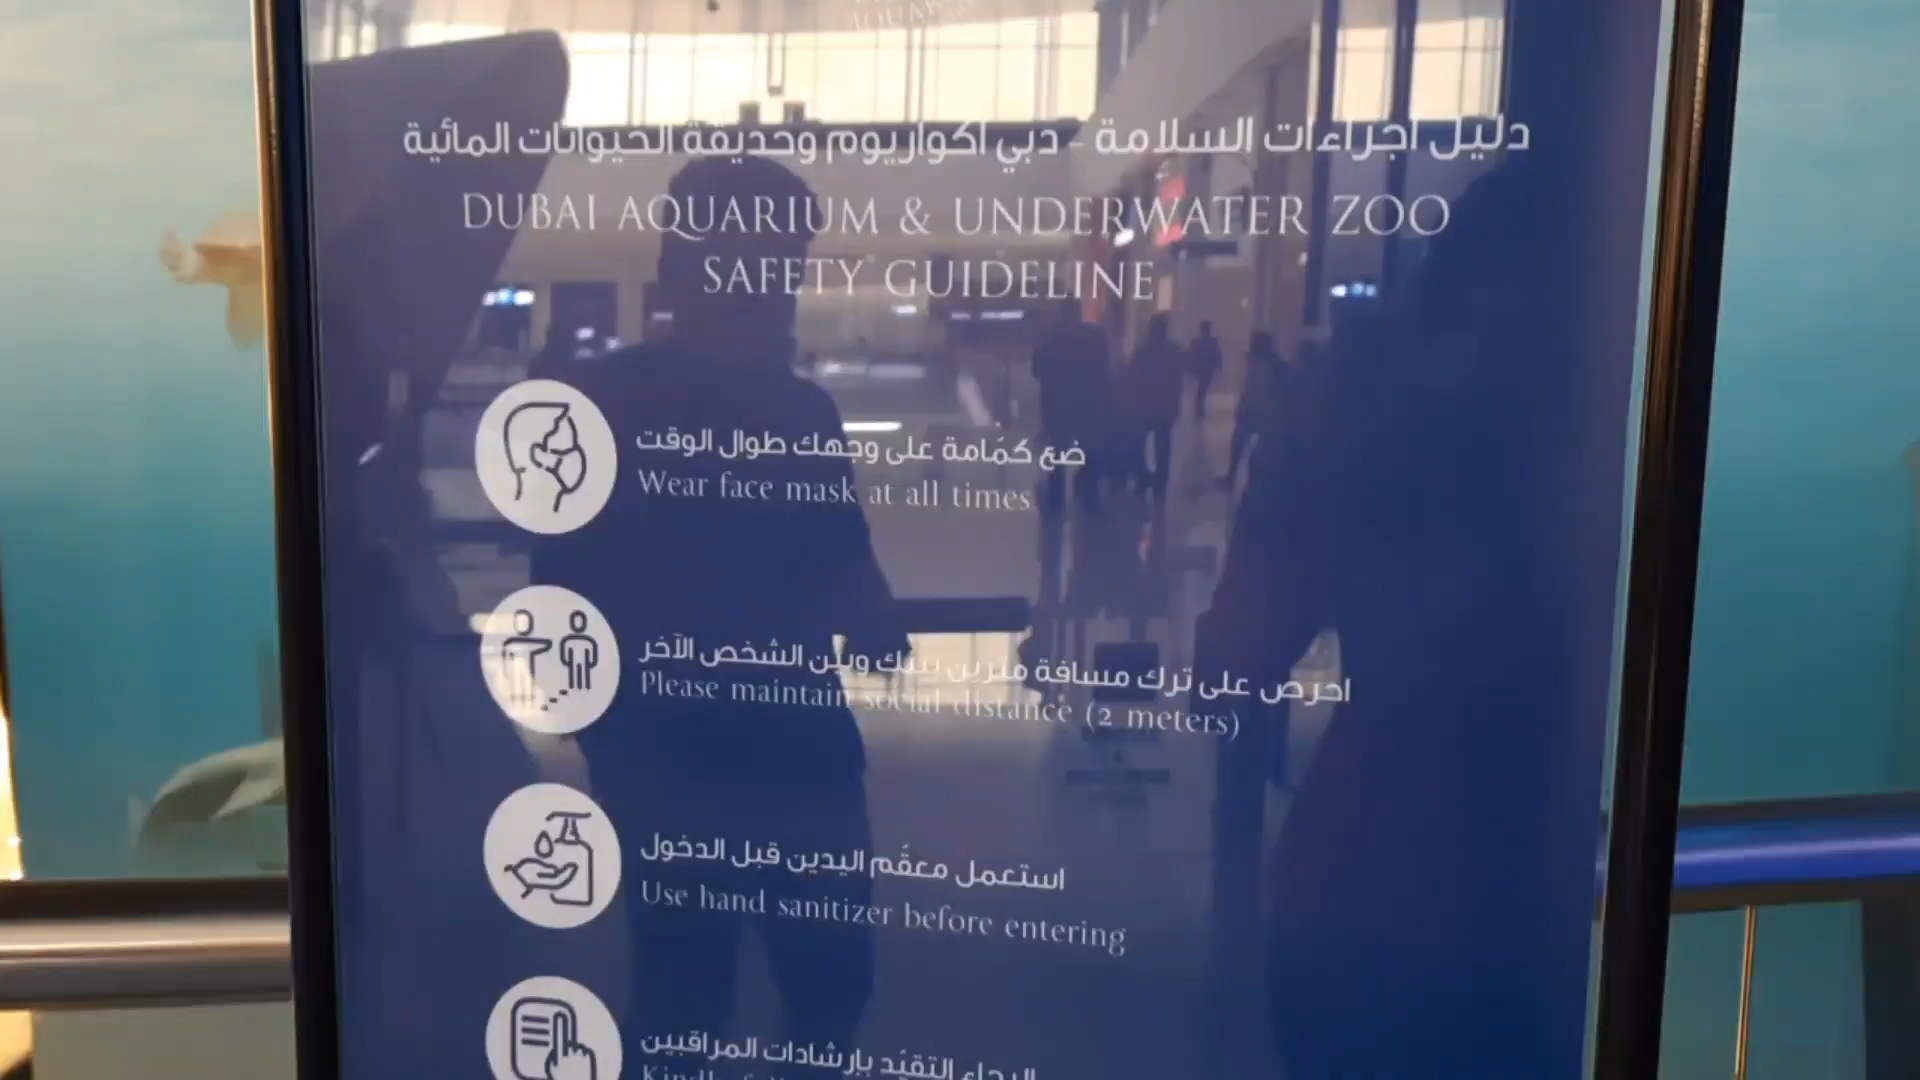 دليل اجراءات السلامة - دبي اكواريوم وحديقة الحيوانات المائية
DUBAI AQUARIUM & UNDERWATER ZOO
SAFETY GUIDELINE
ضع كمّامة على وجهك طوال الوقت
Wear face mask at all times
احرص على ترك مسافة مترين بينك وبين الشخص الآخر
Please maintain social distance (2 meters)
استعمل معقّم اليدين قبل الدخول
Use hand sanitizer before entering
الرجاء التقيّد بإرشادات المراقبين
Kindly